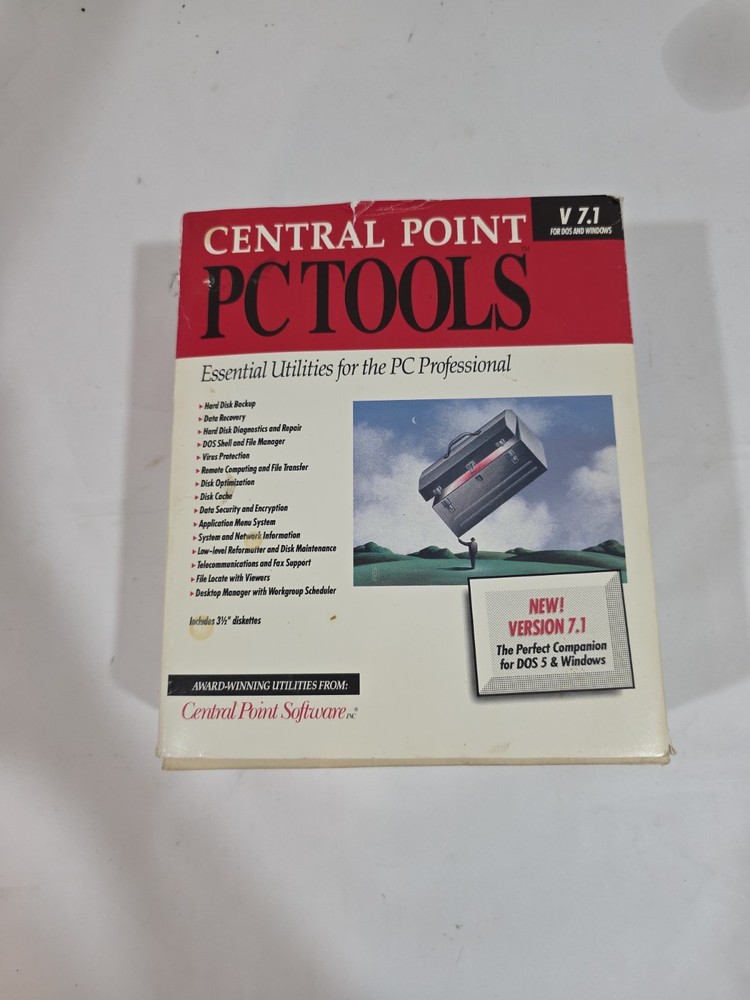 CENTRAL POINT
PC TOOLS™
V 7.1
FOR DOS AND WINDOWS
Essential Utilities for the PC Professional
Hard Disk Backup
Data Recovery
Hard Disk Diagnostics and Repair
DOS Shell and File Manager
Virus Protection
Remote Computing and File Transfer
Disk Optimization
Disk Cache
Data Security and Encryption
Application Menu System
System and Network Information
Low-level Reformatter and Disk Maintenance
Telecommunications and Fax Support
File Locate with Viewers
Desktop Manager with Workgroup Scheduler
Includes 3½" diskettes
NEW!
VERSION 7.1
The Perfect Companion
for DOS 5 & Windows
AWARD-WINNING UTILITIES FROM:
Central Point Software INC®